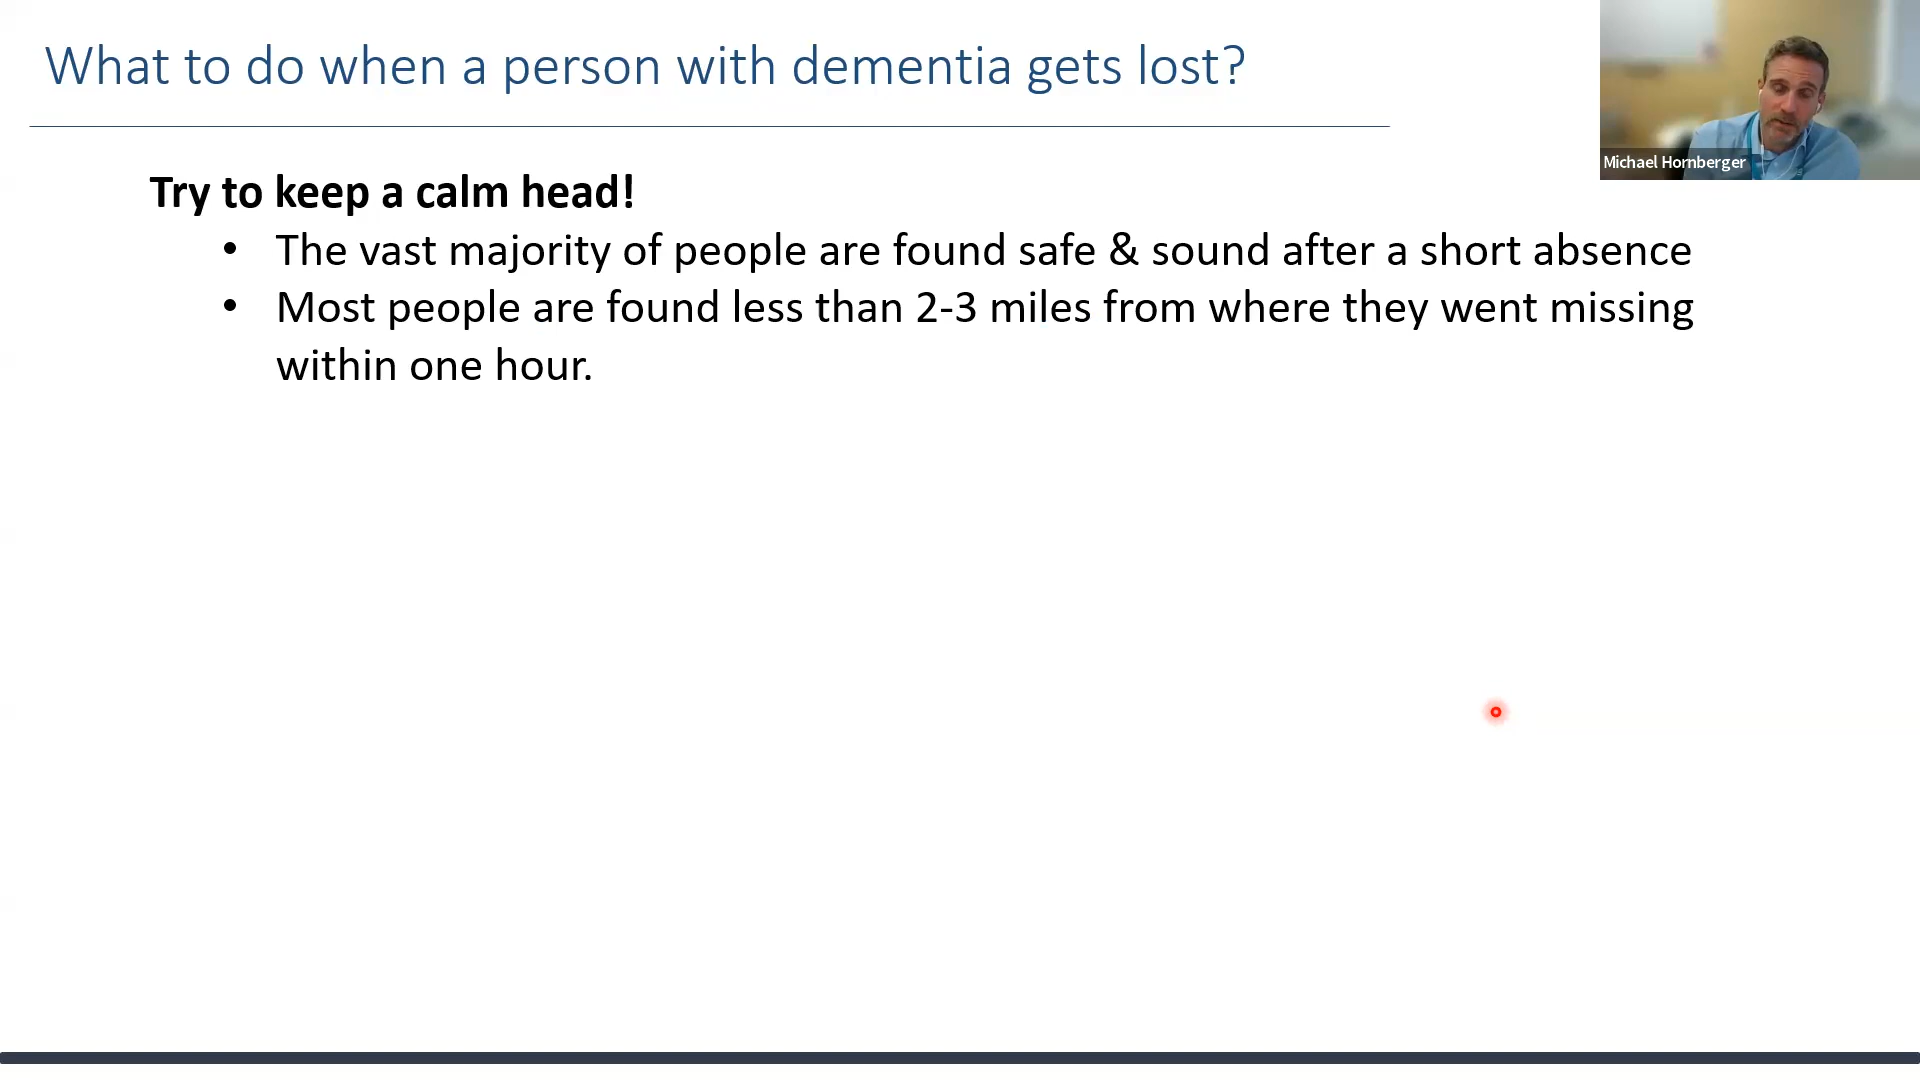 What to do when a person with dementia gets lost?
Michael Hornberger
Try to keep a calm head!
• The vast majority of people are found safe & sound after a short absence
• Most people are found less than 2-3 miles from where they went missing
within one hour.